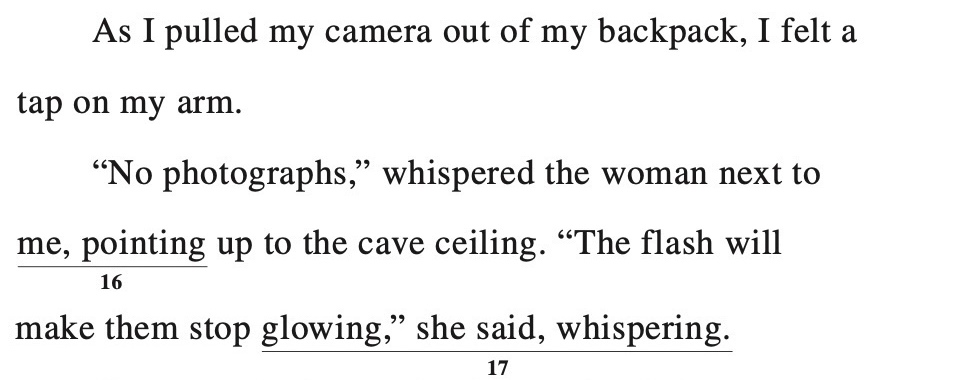 As I pulled my camera out of my backpack, I felt a
tap on my arm.
“No photographs,” whispered the woman next to
me, pointing up to the cave ceiling. “The flash will
16
make them stop glowing,” she said, whispering.
17